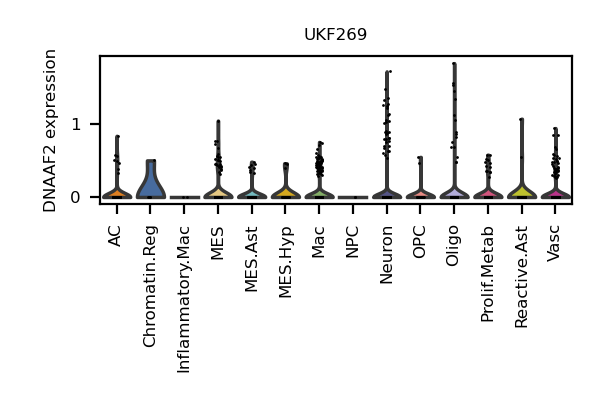 UKF269
DNAAF2 expression
1
0
AC
Chromatin.Reg
Inflammatory.Mac
MES
MES.Ast
MES.Hyp
Mac
NPC
Neuron
OPC
Oligo
Prolif.Metab
Reactive.Ast
Vasc